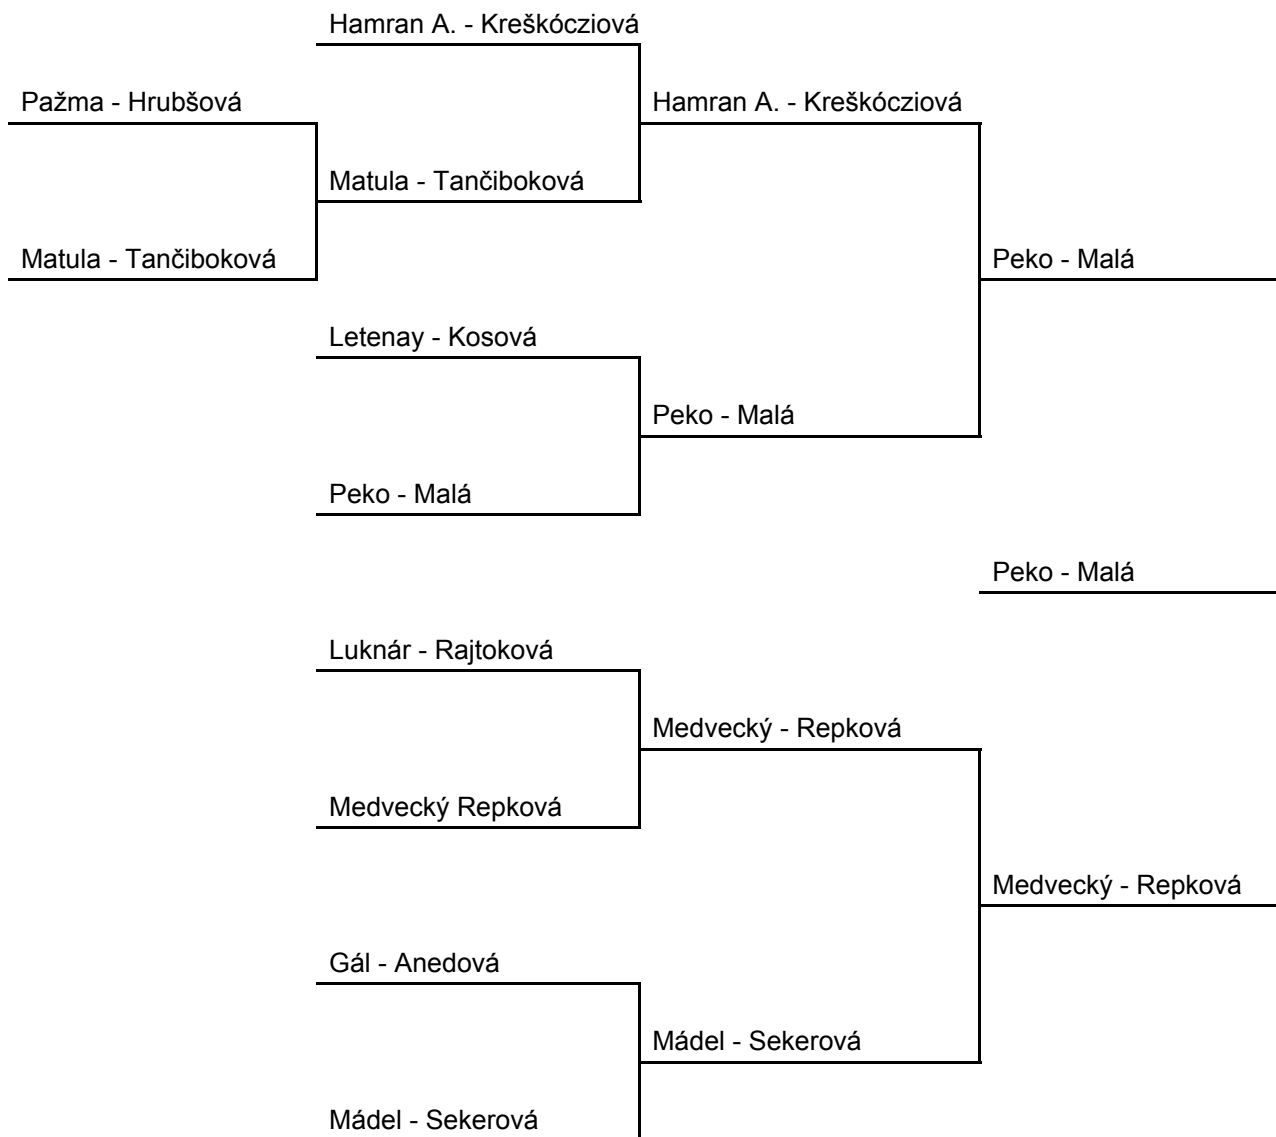 Hamran A. - Kreškócziová
Pažma - Hrubšová
Hamran A. - Kreškócziová
Matula - Tančiboková
Matula - Tančiboková
Peko - Malá
Letenay - Kosová
Peko - Malá
Peko - Malá
Peko - Malá
Luknár - Rajtoková
Medvecký - Repková
Medvecký Repková
Medvecký - Repková
Gál - Anedová
Mádel - Sekerová
Mádel - Sekerová